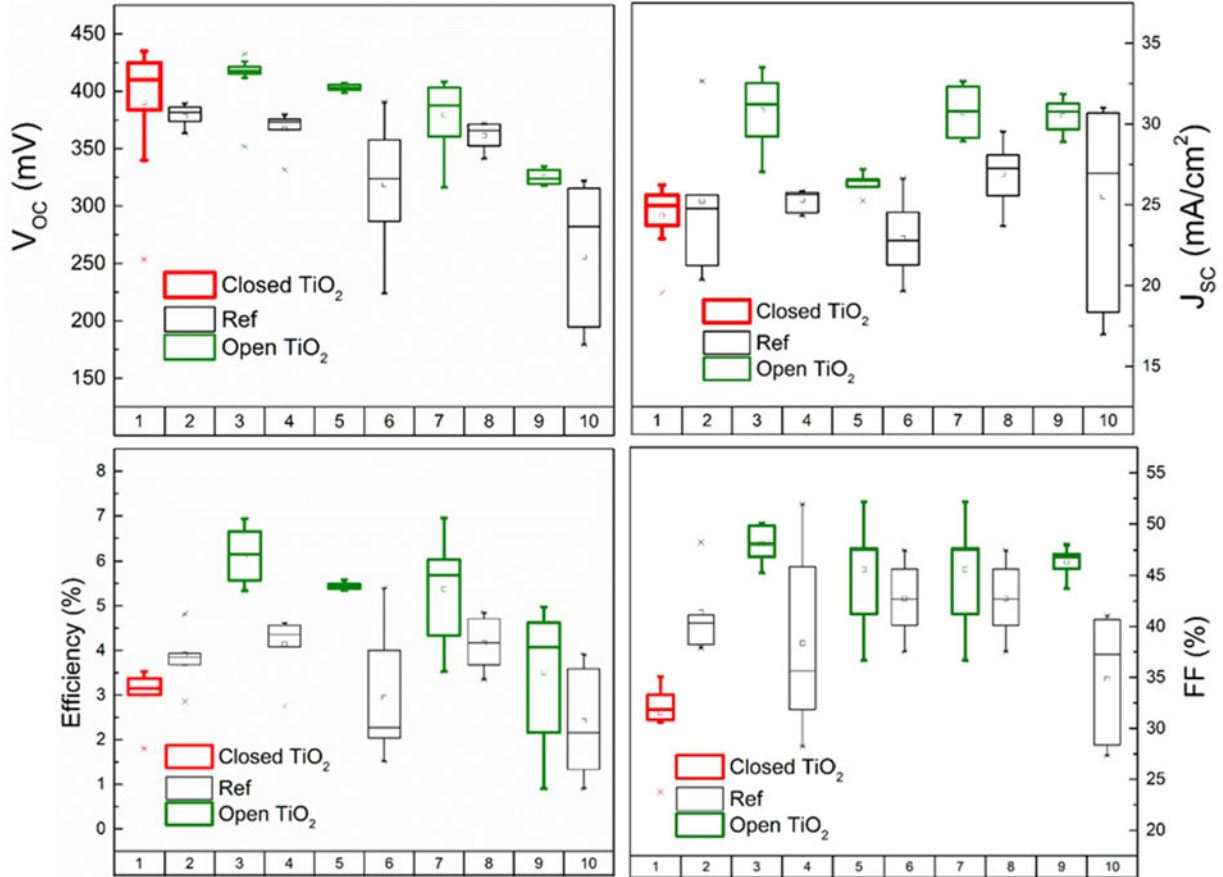 450
400
350
300
250
200
150
V_OC (mV)
Closed TiO₂
Ref
Open TiO₂
1 2 3 4 5 6 7 8 9 10
35
30
25
20
15
J_SC (mA/cm²)
Closed TiO₂
Ref
Open TiO₂
1 2 3 4 5 6 7 8 9 10
8
7
6
5
4
3
2
1
0
Efficiency (%)
Closed TiO₂
Ref
Open TiO₂
1 2 3 4 5 6 7 8 9 10
55
50
45
40
35
30
25
20
FF (%)
Closed TiO₂
Ref
Open TiO₂
1 2 3 4 5 6 7 8 9 10